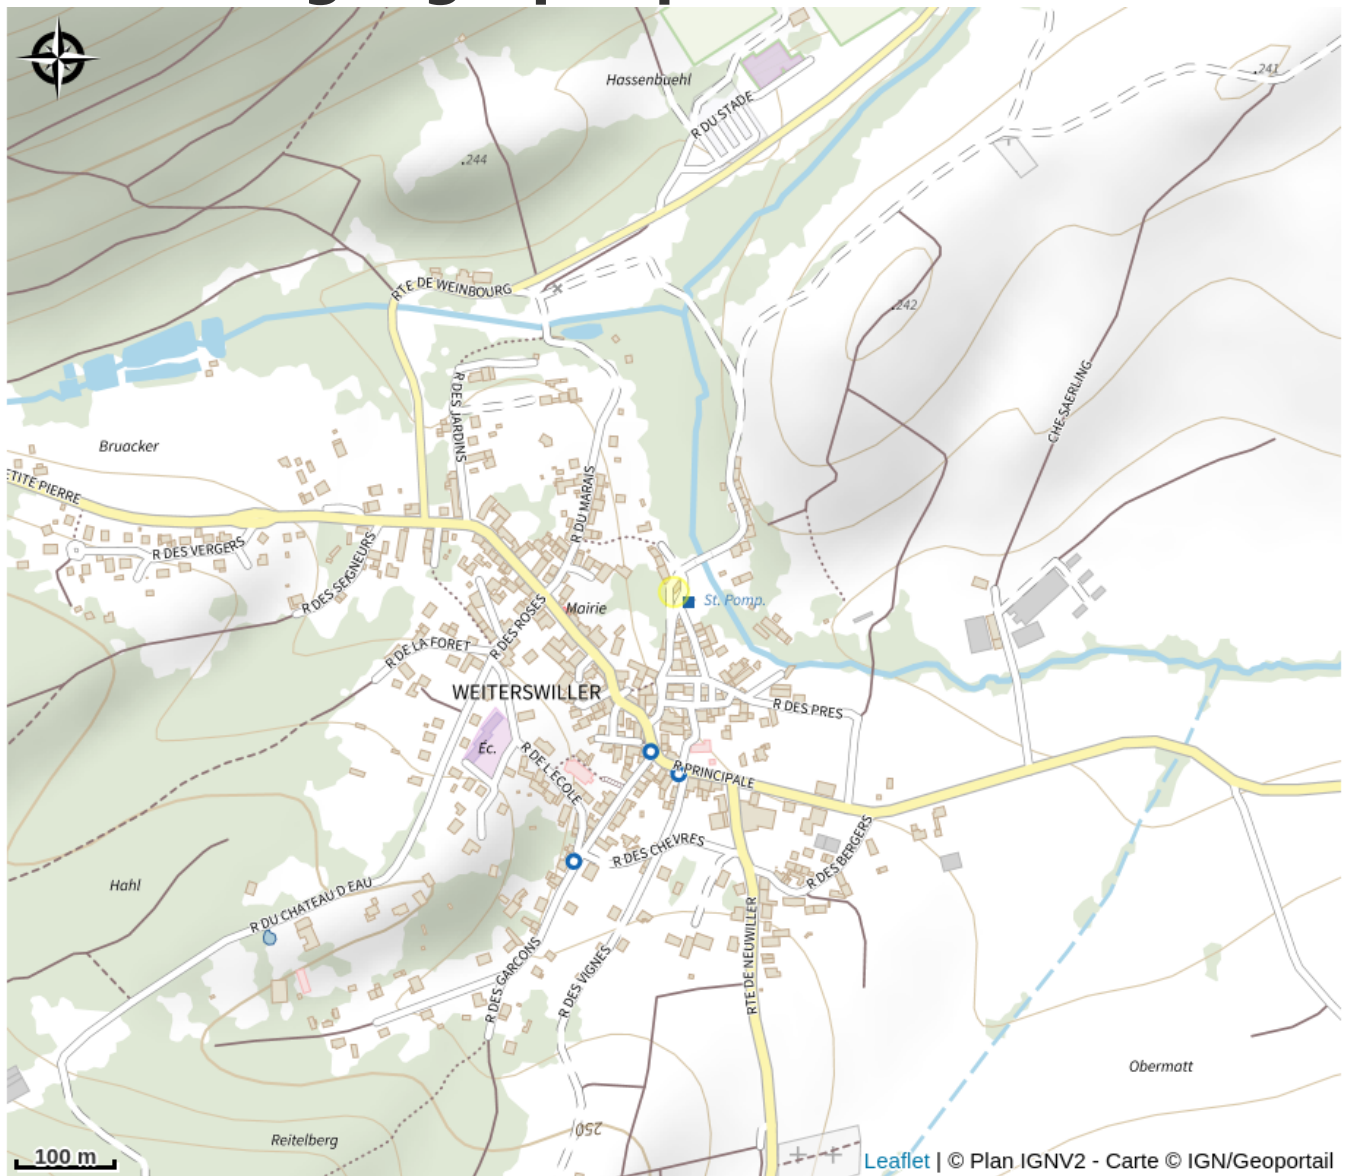 Hassenbuehl
241
R DU STADE
244
RTE DE WEINBOURG
242
R DES JARDINS
CHE SAERLING
Bruacker
ETITE PIERRE
R DU MARAIS
R DES VERGERS
R DES SEIGNEURS
St. Pomp.
Mairie
R DES ROSES
R DE LA FORET
WEITERSWILLER
R DES PRES
Éc.
R DE L'ECOLE
R PRINCIPALE
R DES CHEVRES
R DES BERGERS
Hahl
R DU CHATEAU D EAU
RTE DE NEUWILLER
R DES GARCONS
R DES VIGNES
Obermatt
250
Reitelberg
100 m
Leaflet | © Plan IGNV2 - Carte © IGN/Geoportail